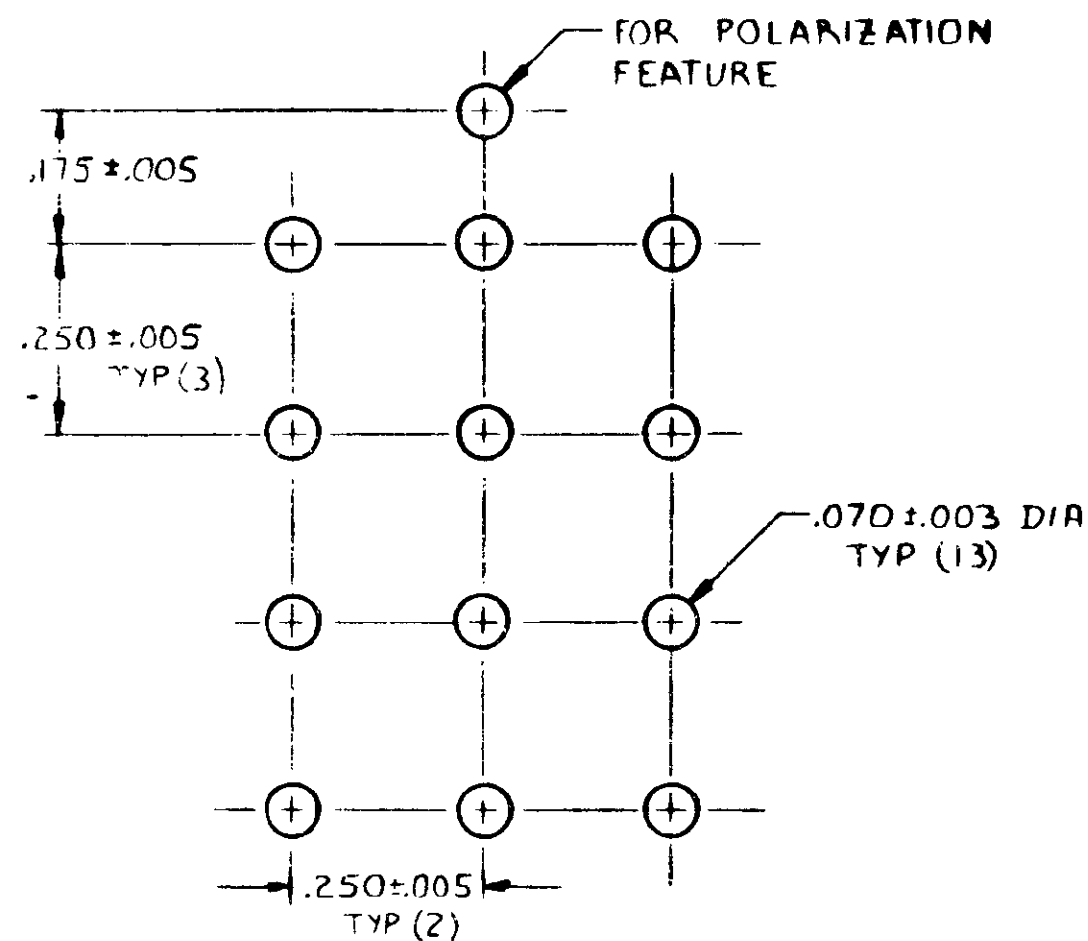 FOR POLARIZATION
FEATURE
.175 ±.005
.250 ±.005
TYP (3)
.070 ±.003 DIA
TYP (13)
.250±.005
TYP (2)